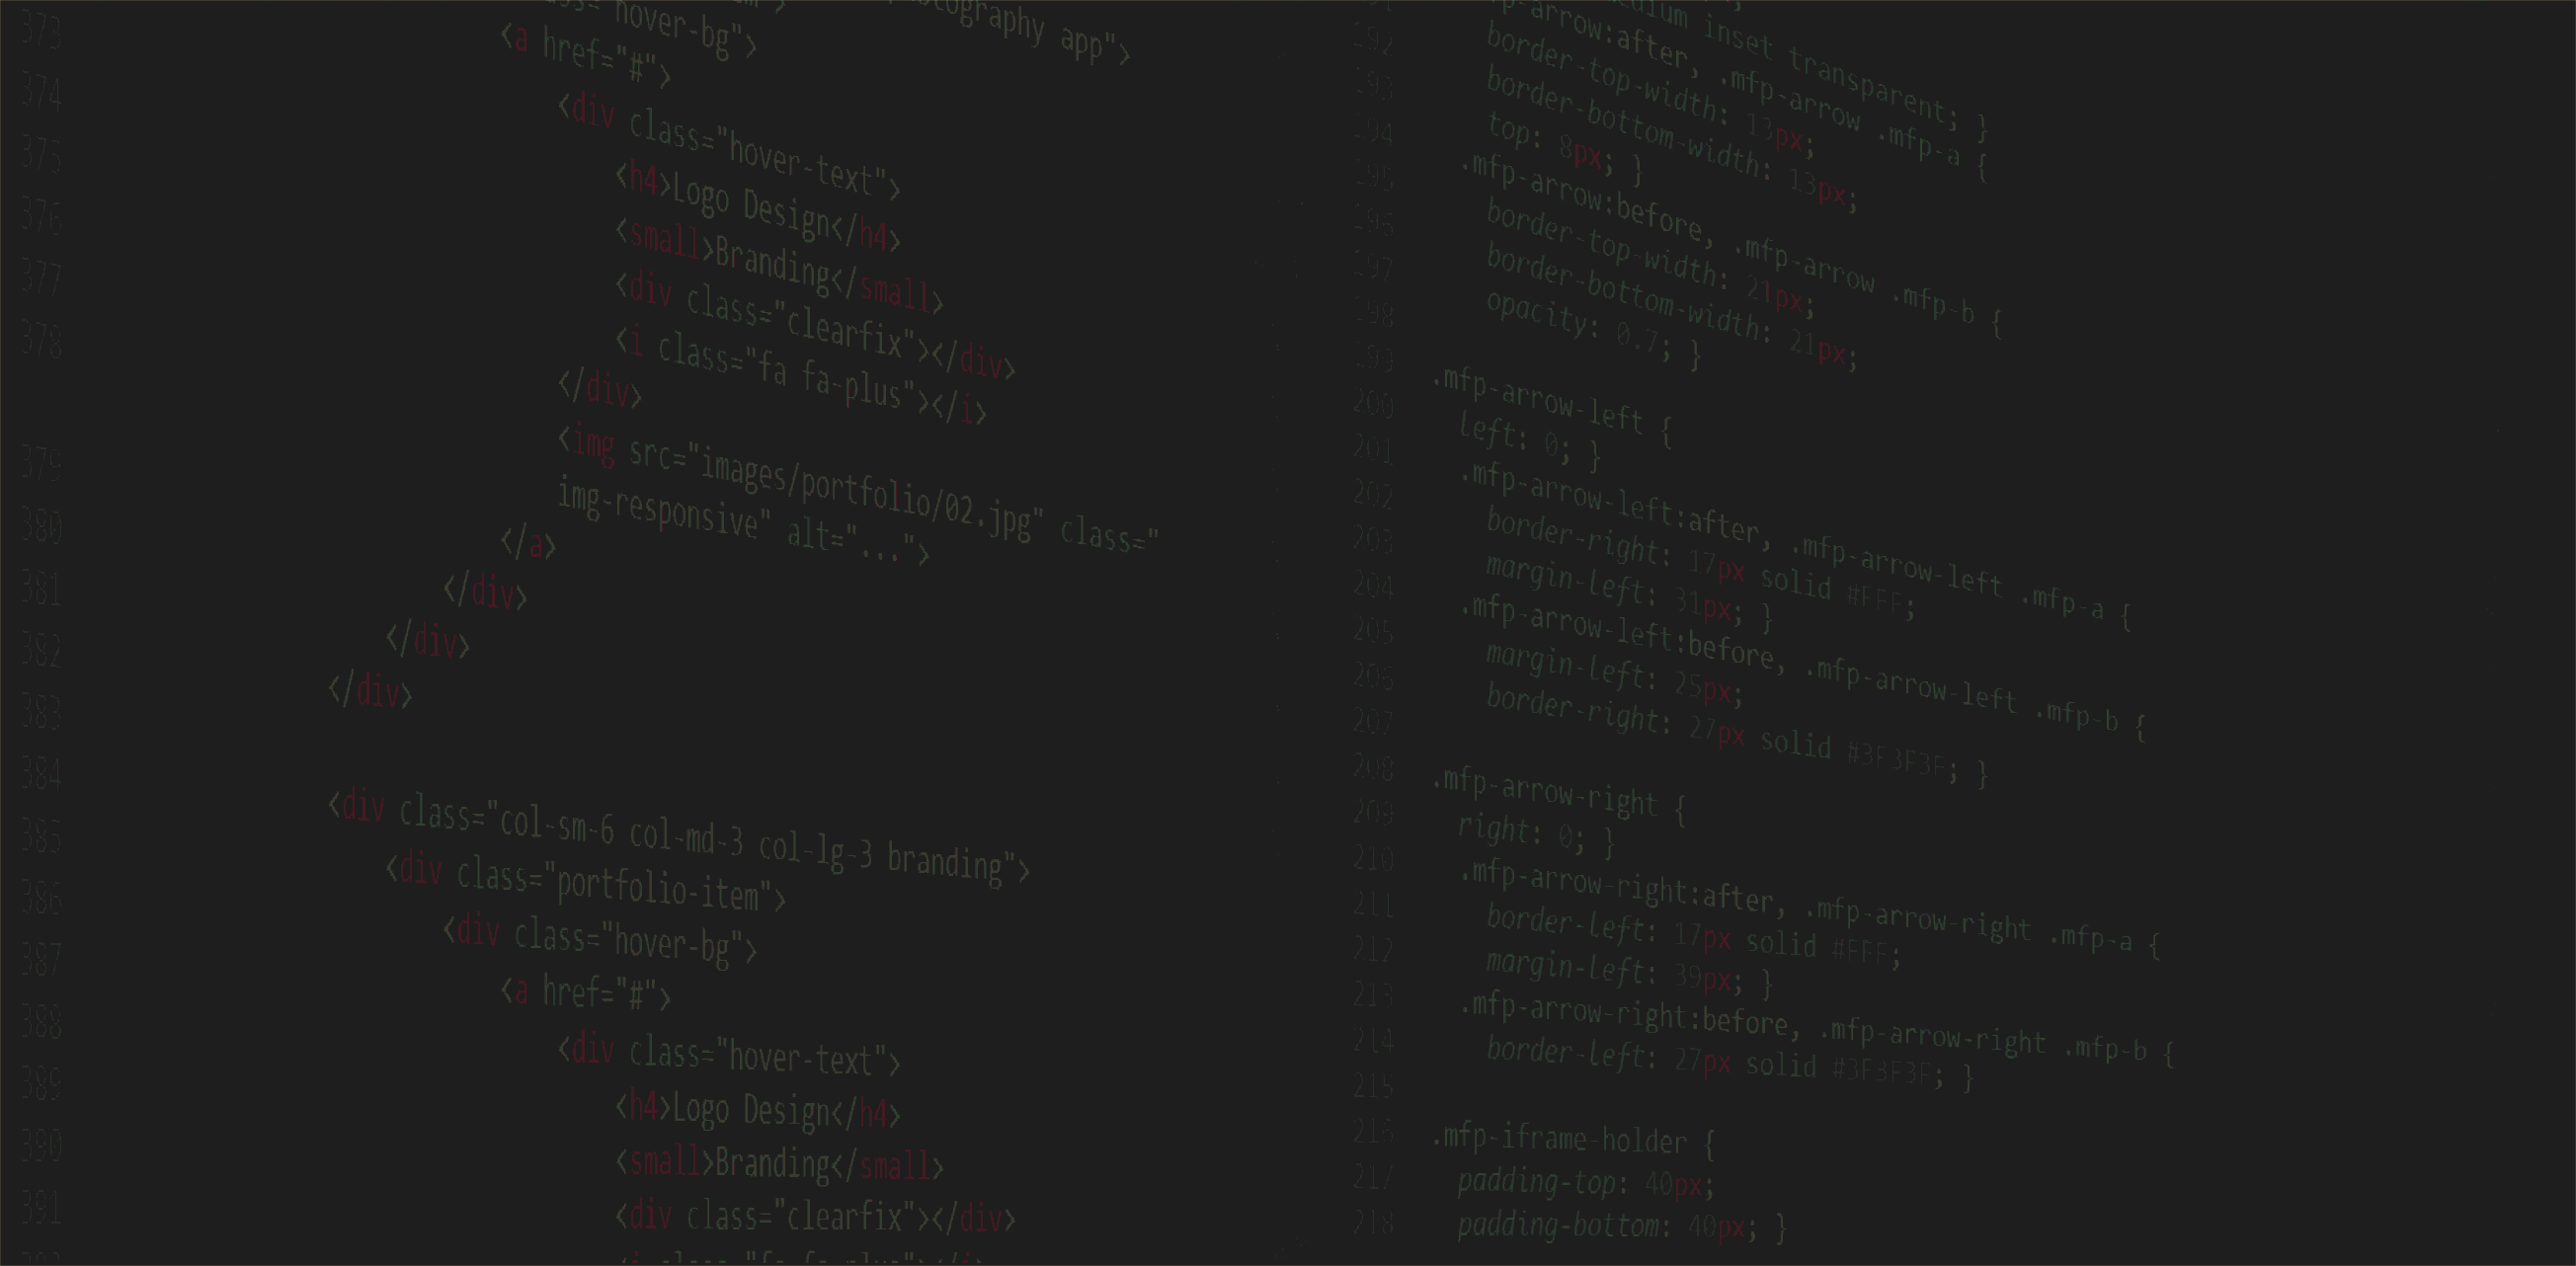 hover-bg">
tography app">
373 <a href="#">
374 <div class="hover-text">
375 <h4>Logo Design</h4>
376 <small>Branding</small>
377 <div class="clearfix"></div>
378 <i class="fa fa-plus"></i>
</div>
379 <img src="images/portfolio/02.jpg" class="
img-responsive" alt="...">
380 </a>
381 </div>
382 </div>
383 </div>
384
385 <div class="col-sm-6 col-md-3 col-lg-3 branding">
386 <div class="portfolio-item">
387 <div class="hover-bg">
388 <a href="#">
389 <div class="hover-text">
390 <h4>Logo Design</h4>
391 <small>Branding</small>
<div class="clearfix"></div>
inset transparent; }
192 -arrow:after, .mfp-arrow .mfp-a {
193 border-top-width: 13px;
194 border-bottom-width: 13px;
195 top: 8px; }
196 .mfp-arrow:before, .mfp-arrow .mfp-b {
197 border-top-width: 21px;
198 border-bottom-width: 21px;
199 opacity: 0.7; }
200 .mfp-arrow-left {
201 left: 0; }
202 .mfp-arrow-left:after, .mfp-arrow-left .mfp-a {
203 border-right: 17px solid #FFF;
204 margin-left: 31px; }
205 .mfp-arrow-left:before, .mfp-arrow-left .mfp-b {
206 margin-left: 25px;
207 border-right: 27px solid #3F3F3F; }
208 .mfp-arrow-right {
209 right: 0; }
210 .mfp-arrow-right:after, .mfp-arrow-right .mfp-a {
211 border-left: 17px solid #FFF;
212 margin-left: 39px; }
213 .mfp-arrow-right:before, .mfp-arrow-right .mfp-b {
214 border-left: 27px solid #3F3F3F; }
215
216 .mfp-iframe-holder {
217 padding-top: 40px;
218 padding-bottom: 40px; }